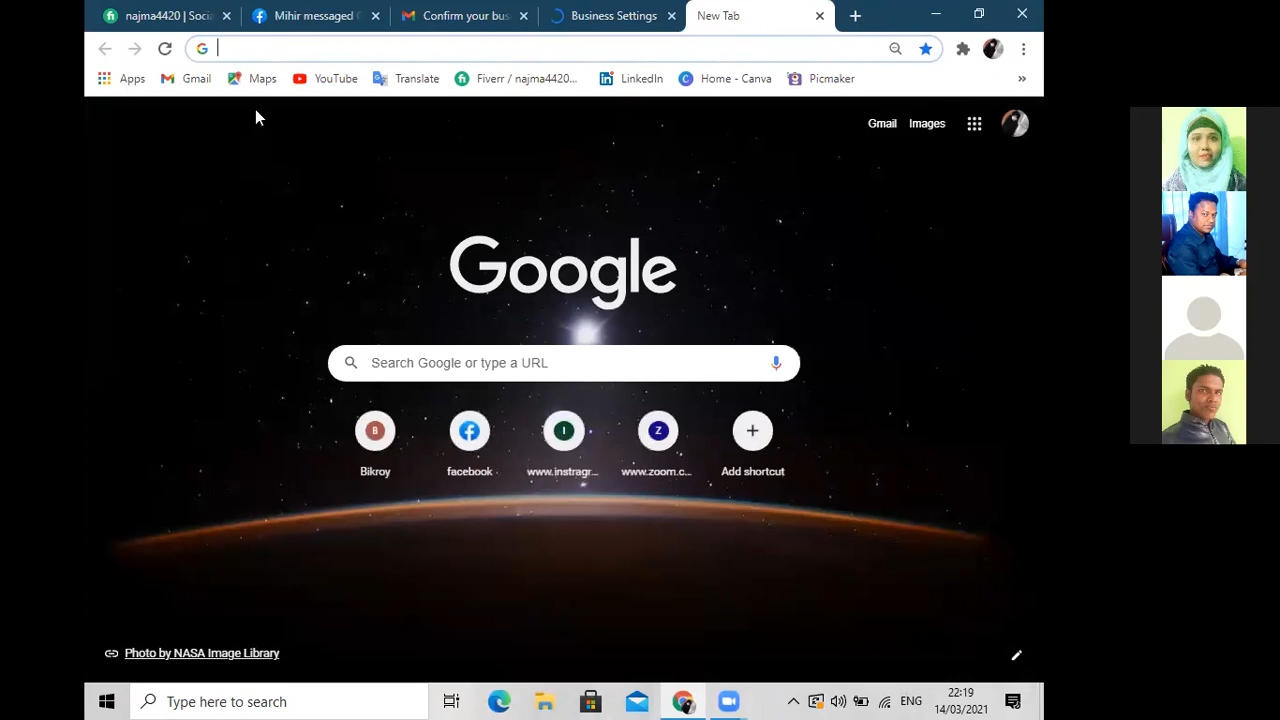 najma4420 | Socia
Mihir messaged
Confirm your bus
Business Settings
New Tab
Apps
Gmail
Maps
YouTube
Translate
Fiverr / najma4420...
LinkedIn
Home - Canva
Picmaker
Gmail
Images
Google
Search Google or type a URL
B
I
Z
Bikroy
facebook
www.instragr...
www.zoom.c...
Add shortcut
Photo by NASA Image Library
Type here to search
ENG
22:19
14/03/2021